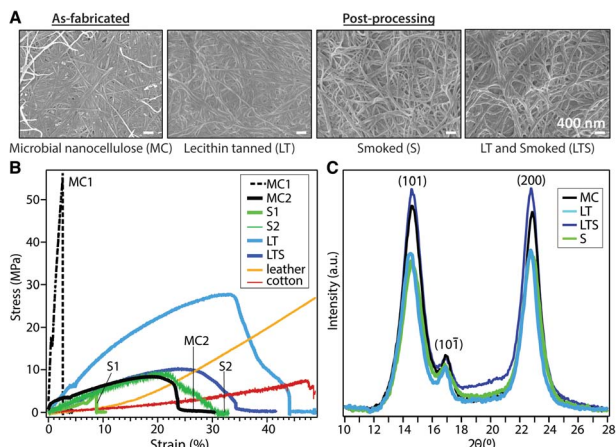 A
As-fabricated
Post-processing
400 nm
Microbial nanocellulose (MC)
Lecithin tanned (LT)
Smoked (S)
LT and Smoked (LTS)
B
Stress (MPa)
50
40
30
20
10
0
MC1
MC1
MC2
S1
S2
LT
LTS
leather
cotton
S1
MC2
S2
0
10
20
30
40
Strain (%)
C
Intensity (a.u.)
(101)
(101̄)
(200)
MC
LT
LTS
S
10
12
14
16
18
20
22
24
26
28
2θ(º)